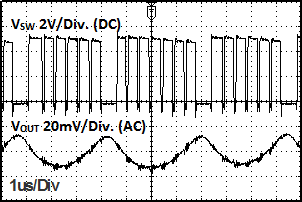 VSW 2V/Div. (DC)
VOUT 20mV/Div. (AC)
1us/Div